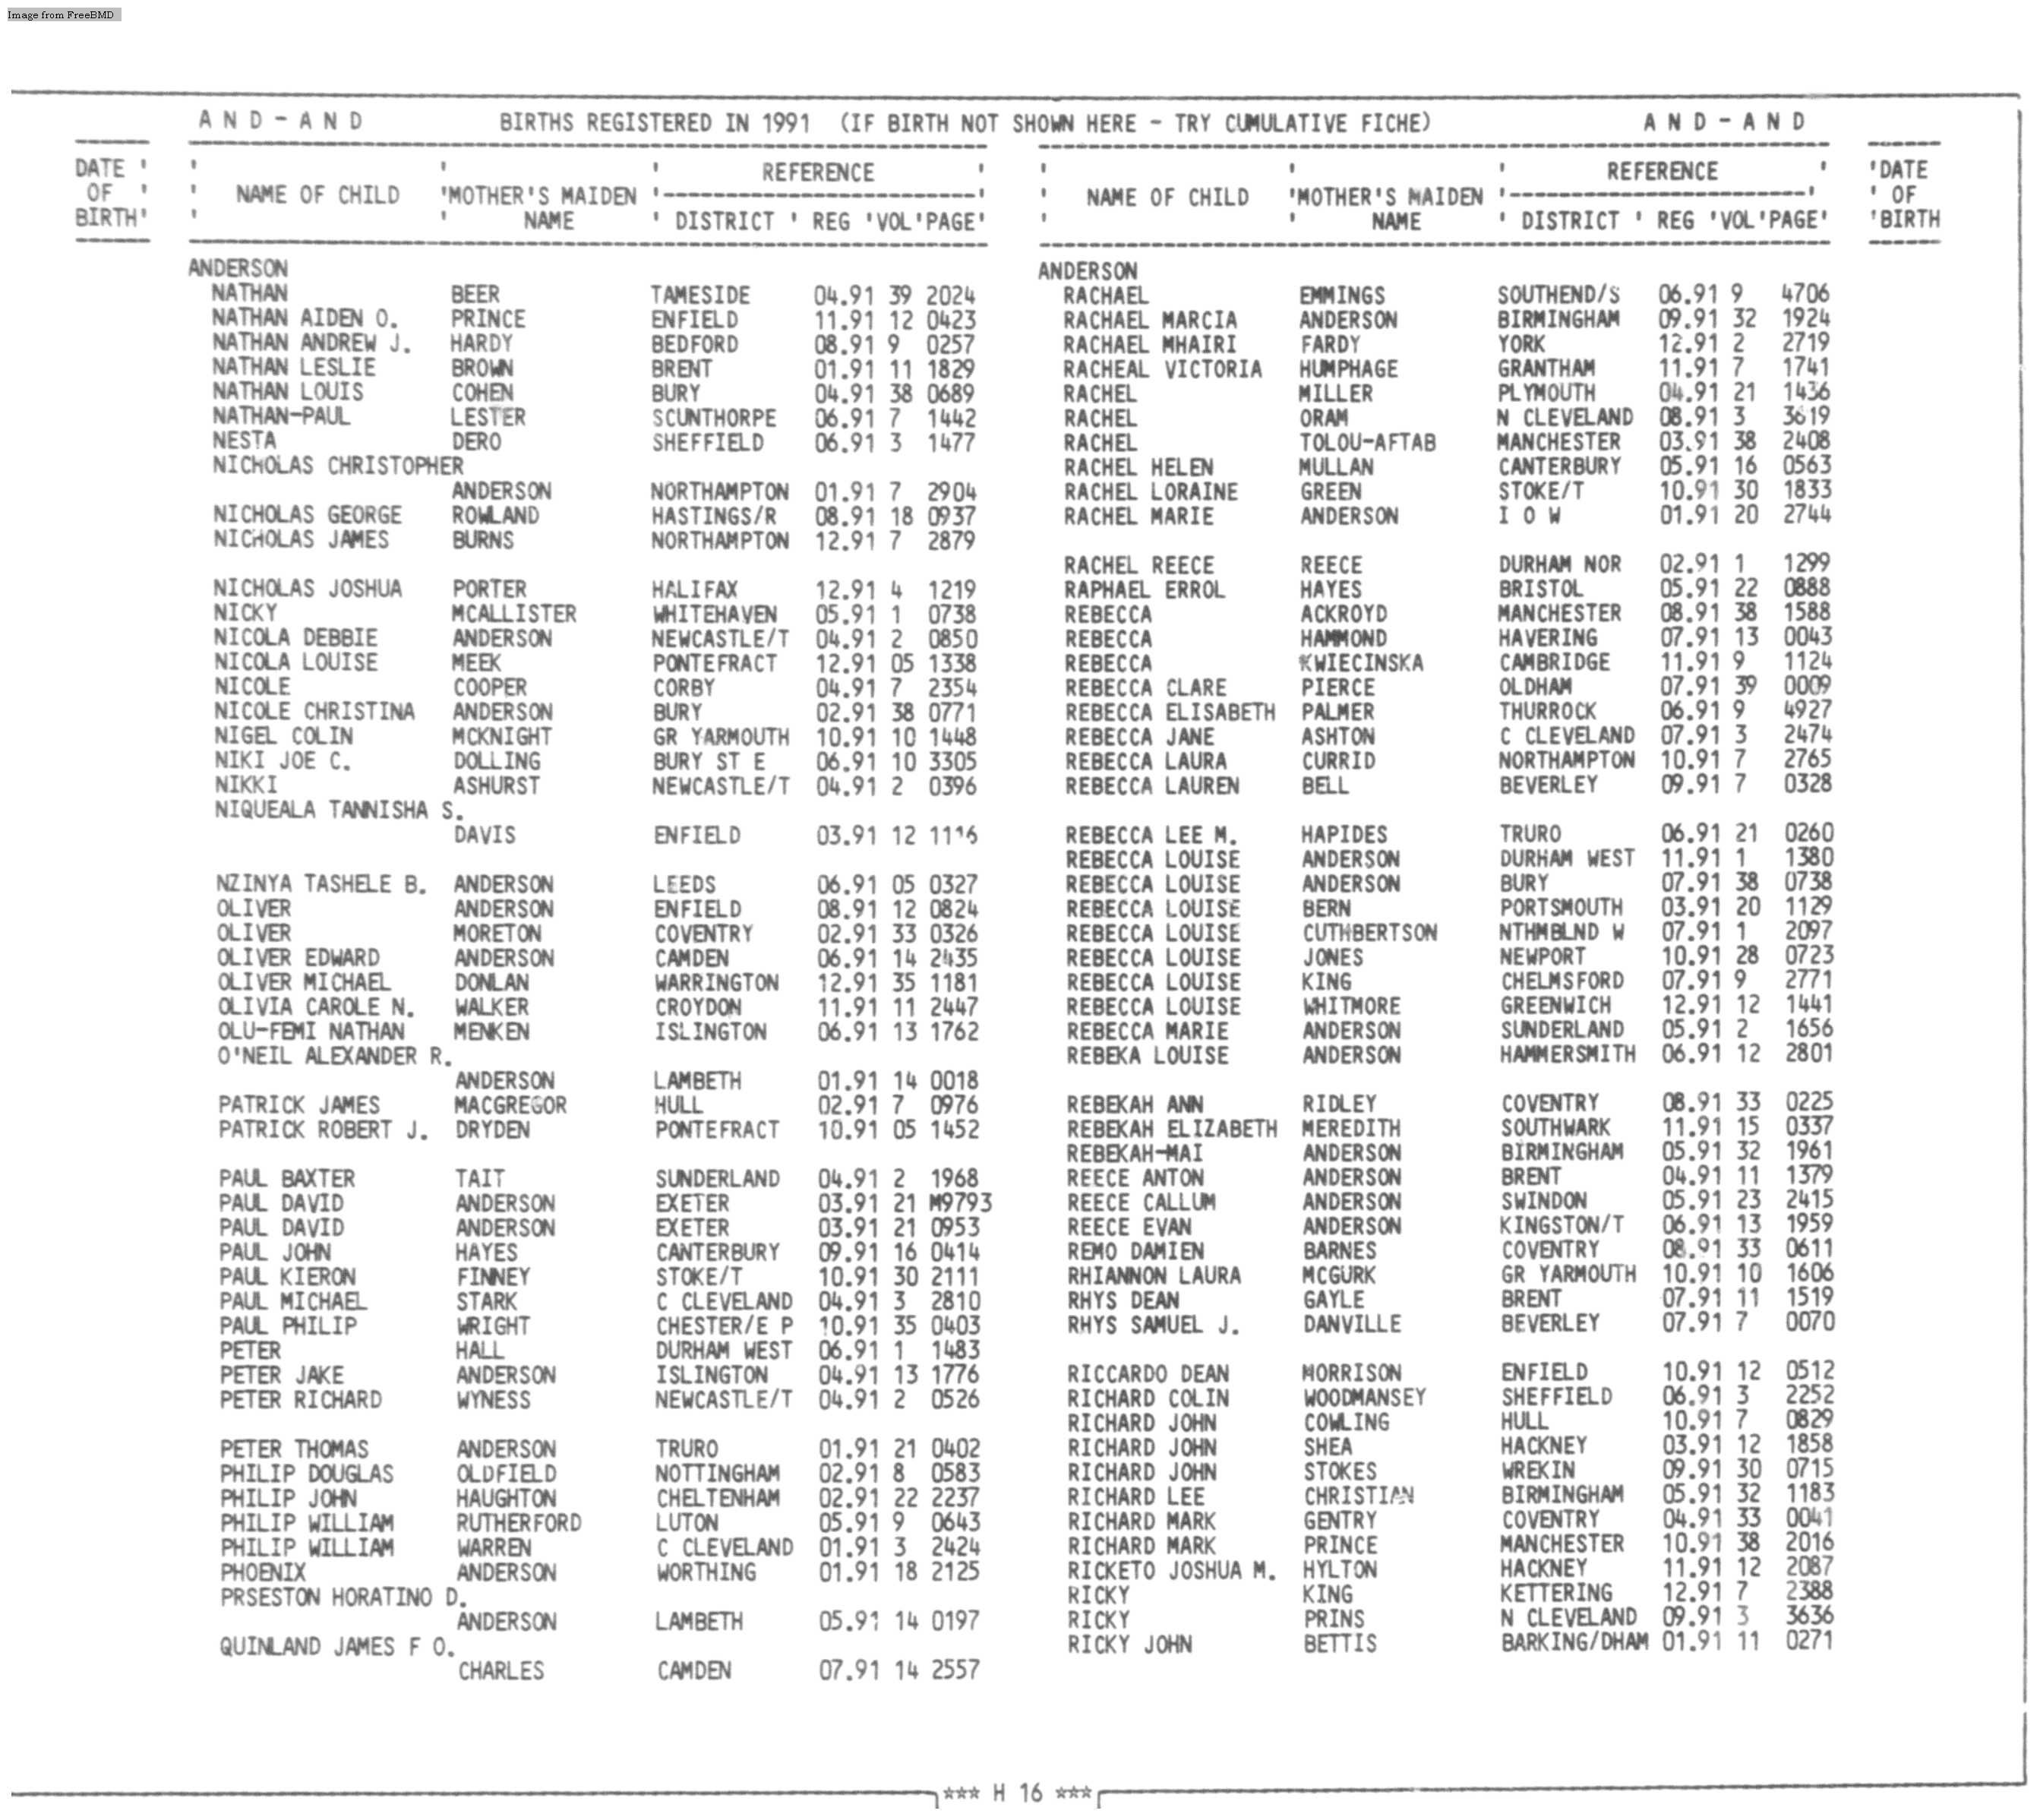 Image from FreeBMD
AND-AND BIRTHS REGISTERED IN 1991 (IF BIRTH NOT SHOWN HERE - TRY CUMULATIVE FICHE) AND-AND
DATE OF BIRTH
NAME OF CHILD MOTHER'S MAIDEN NAME REFERENCE DISTRICT REG VOL PAGE
ANDERSON
NATHAN BEER TAMESIDE 04.91 39 2024
NATHAN AIDEN O. PRINCE ENFIELD 11.91 12 0423
NATHAN ANDREW J. HARDY BEDFORD 08.91 9 0257
NATHAN LESLIE BROWN BRENT 01.91 11 1829
NATHAN LOUIS COHEN BURY 04.91 38 0689
NATHAN-PAUL LESTER SCUNTHORPE 06.91 7 1442
NESTA DERO SHEFFIELD 06.91 3 1477
NICHOLAS CHRISTOPHER
ANDERSON NORTHAMPTON 01.91 7 2904
NICHOLAS GEORGE ROWLAND HASTINGS/R 08.91 18 0937
NICHOLAS JAMES BURNS NORTHAMPTON 12.91 7 2879
NICHOLAS JOSHUA PORTER HALIFAX 12.91 4 1219
NICKY MCALLISTER WHITEHAVEN 05.91 1 0738
NICOLA DEBBIE ANDERSON NEWCASTLE/T 04.91 2 0850
NICOLA LOUISE MEEK PONTEFRACT 12.91 05 1338
NICOLE COOPER CORBY 04.91 7 2354
NICOLE CHRISTINA ANDERSON BURY 02.91 38 0771
NIGEL COLIN MCKNIGHT GR YARMOUTH 10.91 10 1448
NIKI JOE C. DOLLING BURY ST E 06.91 10 3305
NIKKI ASHURST NEWCASTLE/T 04.91 2 0396
NIQUEALA TANNISHA S.
DAVIS ENFIELD 03.91 12
NZINYA TASHELE B. ANDERSON LEEDS 06.91 05 0327
OLIVER ANDERSON ENFIELD 08.91 12 0824
OLIVER MORETON COVENTRY 02.91 33 0326
OLIVER EDWARD ANDERSON CAMDEN 06.91 14 2435
OLIVER MICHAEL DONLAN WARRINGTON 12.91 35 1181
OLIVIA CAROLE N. WALKER CROYDON 11.91 11 2447
OLU-FEMI NATHAN MENKEN ISLINGTON 06.91 13 1762
O'NEIL ALEXANDER R.
ANDERSON LAMBETH 01.91 14 0018
PATRICK JAMES MACGREGOR HULL 02.91 7 0976
PATRICK ROBERT J. DRYDEN PONTEFRACT 10.91 05 1452
PAUL BAXTER TAIT SUNDERLAND 04.91 2 1968
PAUL DAVID ANDERSON EXETER 03.91 21 M9793
PAUL DAVID ANDERSON EXETER 03.91 21 0953
PAUL JOHN HAYES CANTERBURY 09.91 16 0414
PAUL KIERON FINNEY STOKE/T 10.91 30 2111
PAUL MICHAEL STARK C CLEVELAND 04.91 3 2810
PAUL PHILIP WRIGHT CHESTER/E P 10.91 35 0403
PETER HALL DURHAM WEST 06.91 1 1483
PETER JAKE ANDERSON ISLINGTON 04.91 13 1776
PETER RICHARD WYNESS NEWCASTLE/T 04.91 2 0526
PETER THOMAS ANDERSON TRURO 01.91 21 0402
PHILIP DOUGLAS OLDFIELD NOTTINGHAM 02.91 8 0583
PHILIP JOHN HAUGHTON CHELTENHAM 02.91 22 2237
PHILIP WILLIAM RUTHERFORD LUTON 05.91 9 0643
PHILIP WILLIAM WARREN C CLEVELAND 01.91 3 2424
PHOENIX ANDERSON WORTHING 01.91 18 2125
PRSESTON HORATINO D.
ANDERSON LAMBETH 05.91 14 0197
QUINLAND JAMES F O.
CHARLES CAMDEN 07.91 14 2557
NAME OF CHILD MOTHER'S MAIDEN NAME REFERENCE DISTRICT REG VOL PAGE
DATE OF BIRTH
ANDERSON
RACHAEL EMMINGS SOUTHEND/S 06.91 9 4706
RACHAEL MARCIA ANDERSON BIRMINGHAM 09.91 32 1924
RACHAEL MHAIRI FARDY YORK 12.91 2 2719
RACHEAL VICTORIA HUMPHAGE GRANTHAM 11.91 7 1741
RACHEL MILLER PLYMOUTH 04.91 21 1436
RACHEL ORAM N CLEVELAND 08.91 3 3619
RACHEL TOLOU-AFTAB MANCHESTER 03.91 38 2408
RACHEL HELEN MULLAN CANTERBURY 05.91 16 0563
RACHEL LORAINE GREEN STOKE/T 10.91 30 1833
RACHEL MARIE ANDERSON I O W 01.91 20 2744
RACHEL REECE REECE DURHAM NOR 02.91 1 1299
RAPHAEL ERROL HAYES BRISTOL 05.91 22 0888
REBECCA ACKROYD MANCHESTER 08.91 38 1588
REBECCA HAMMOND HAVERING 07.91 13 0043
REBECCA KWIECINSKA CAMBRIDGE 11.91 9 1124
REBECCA CLARE PIERCE OLDHAM 07.91 39 0009
REBECCA ELISABETH PALMER THURROCK 06.91 9 4927
REBECCA JANE ASHTON C CLEVELAND 07.91 3 2474
REBECCA LAURA CURRID NORTHAMPTON 10.91 7 2765
REBECCA LAUREN BELL BEVERLEY 09.91 7 0328
REBECCA LEE M. HAPIDES TRURO 06.91 21 0260
REBECCA LOUISE ANDERSON DURHAM WEST 11.91 1 1380
REBECCA LOUISE ANDERSON BURY 07.91 38 0738
REBECCA LOUISE BERN PORTSMOUTH 03.91 20 1129
REBECCA LOUISE CUTHBERTSON NTHMBLND W 07.91 1 2097
REBECCA LOUISE JONES NEWPORT 10.91 28 0723
REBECCA LOUISE KING CHELMSFORD 07.91 9 2771
REBECCA LOUISE WHITMORE GREENWICH 12.91 12 1441
REBECCA MARIE ANDERSON SUNDERLAND 05.91 2 1656
REBEKA LOUISE ANDERSON HAMMERSMITH 06.91 12 2801
REBEKAH ANN RIDLEY COVENTRY 08.91 33 0225
REBEKAH ELIZABETH MEREDITH SOUTHWARK 11.91 15 0337
REBEKAH-MAI ANDERSON BIRMINGHAM 05.91 32 1961
REECE ANTON ANDERSON BRENT 04.91 11 1379
REECE CALLUM ANDERSON SWINDON 05.91 23 2415
REECE EVAN ANDERSON KINGSTON/T 06.91 13 1959
REMO DAMIEN BARNES COVENTRY 08.91 33 0611
RHIANNON LAURA MCGURK GR YARMOUTH 10.91 10 1606
RHYS DEAN GAYLE BRENT 07.91 11 1519
RHYS SAMUEL J. DANVILLE BEVERLEY 07.91 7 0070
RICCARDO DEAN MORRISON ENFIELD 10.91 12 0512
RICHARD COLIN WOODMANSEY SHEFFIELD 06.91 3 2252
RICHARD JOHN COWLING HULL 10.91 7 0829
RICHARD JOHN SHEA HACKNEY 03.91 12 1858
RICHARD JOHN STOKES WREKIN 09.91 30 0715
RICHARD LEE CHRISTIAN BIRMINGHAM 05.91 32 1183
RICHARD MARK GENTRY COVENTRY 04.91 33 0041
RICHARD MARK PRINCE MANCHESTER 10.91 38 2016
RICKETO JOSHUA M. HYLTON HACKNEY 11.91 12 2087
RICKY KING KETTERING 12.91 7 2388
RICKY PRINS N CLEVELAND 09.91 3 3636
RICKY JOHN BETTIS BARKING/DHAM 01.91 11 0271
*** H 16 ***